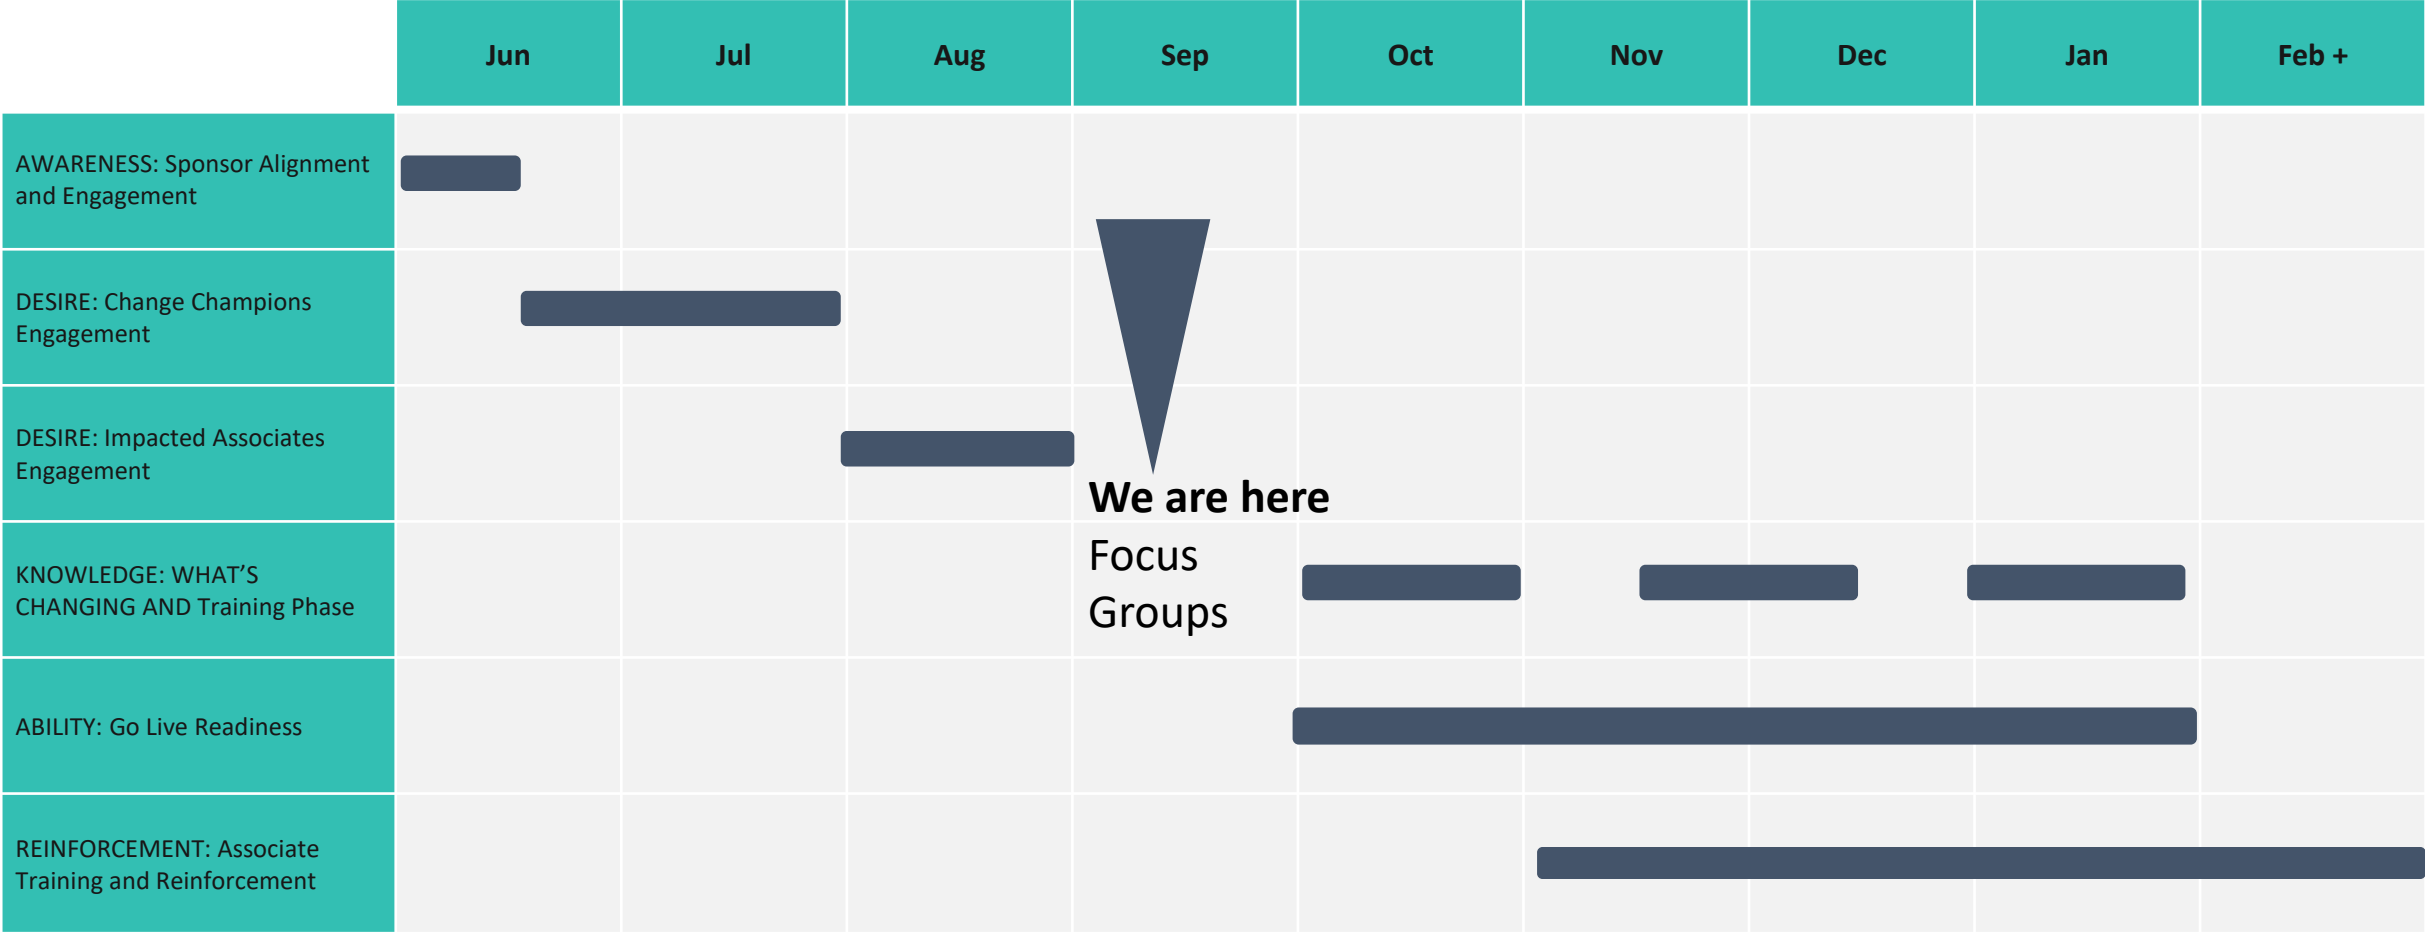 Jun Jul Aug Sep Oct Nov Dec Jan Feb +
AWARENESS: Sponsor Alignment
and Engagement
DESIRE: Change Champions
Engagement
DESIRE: Impacted Associates
Engagement
We are here
Focus
Groups
KNOWLEDGE: WHAT’S
CHANGING AND Training Phase
ABILITY: Go Live Readiness
REINFORCEMENT: Associate
Training and Reinforcement